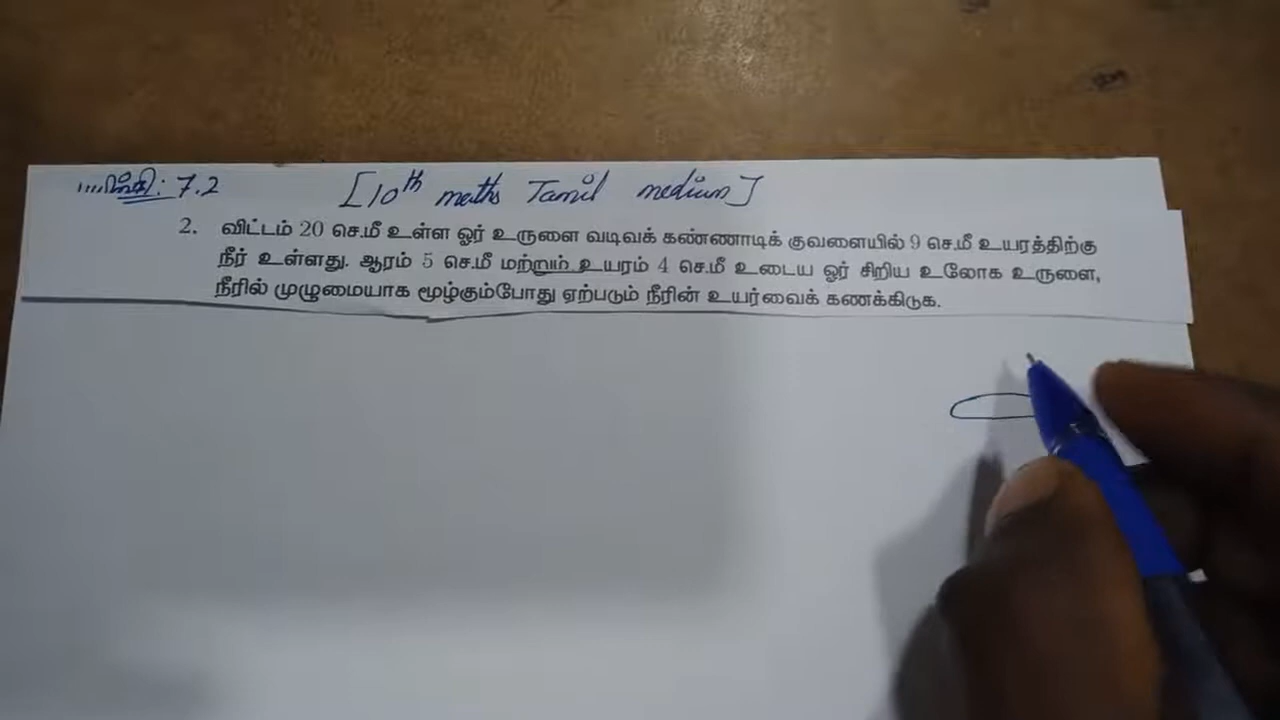 7.2 [10th maths Tamil medium]
2. விட்டம் 20 செ.மீ உள்ள ஓர் உருளை வடிவக் கண்ணாடிக் குவளையில் 9 செ.மீ உயரத்திற்கு
நீர் உள்ளது. ஆரம் 5 செ.மீ மற்றும் உயரம் 4 செ.மீ உடைய ஓர் சிறிய உலோக உருளை,
நீரில் முழுமையாக மூழ்கும்போது ஏற்படும் நீரின் உயர்வைக் கணக்கிடுக.